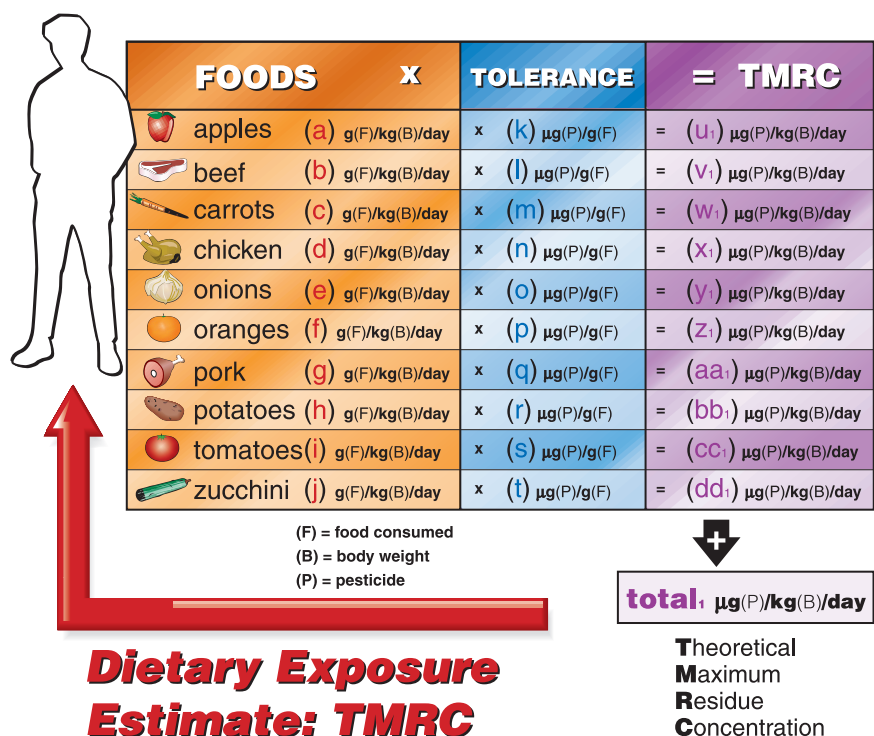 FOODS x TOLERANCE = TMRC
apples (a) g(F)/kg(B)/day x (k) µg(P)/g(F) = (u₁) µg(P)/kg(B)/day
beef (b) g(F)/kg(B)/day x (l) µg(P)/g(F) = (v₁) µg(P)/kg(B)/day
carrots (c) g(F)/kg(B)/day x (m) µg(P)/g(F) = (w₁) µg(P)/kg(B)/day
chicken (d) g(F)/kg(B)/day x (n) µg(P)/g(F) = (x₁) µg(P)/kg(B)/day
onions (e) g(F)/kg(B)/day x (o) µg(P)/g(F) = (y₁) µg(P)/kg(B)/day
oranges (f) g(F)/kg(B)/day x (p) µg(P)/g(F) = (z₁) µg(P)/kg(B)/day
pork (g) g(F)/kg(B)/day x (q) µg(P)/g(F) = (aa₁) µg(P)/kg(B)/day
potatoes (h) g(F)/kg(B)/day x (r) µg(P)/g(F) = (bb₁) µg(P)/kg(B)/day
tomatoes (i) g(F)/kg(B)/day x (s) µg(P)/g(F) = (cc₁) µg(P)/kg(B)/day
zucchini (j) g(F)/kg(B)/day x (t) µg(P)/g(F) = (dd₁) µg(P)/kg(B)/day
(F) = food consumed
(B) = body weight
(P) = pesticide
+
total₁ µg(P)/kg(B)/day
Theoretical
Maximum
Residue
Concentration
Dietary Exposure
Estimate: TMRC